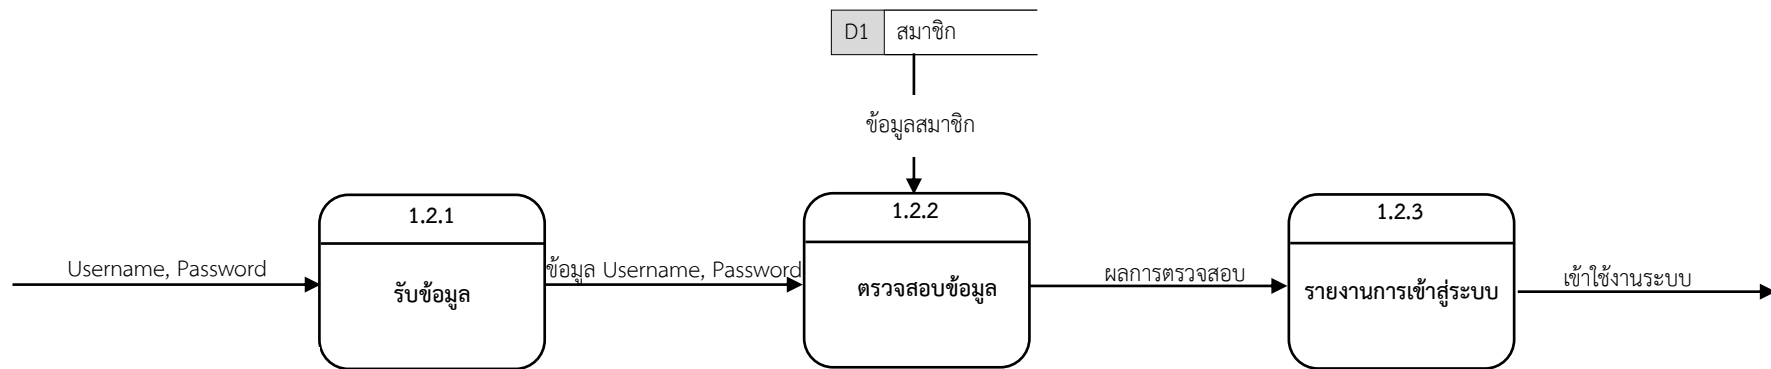 D1 สมาชิก
ข้อมูลสมาชิก
1.2.1
1.2.2
1.2.3
Username, Password
ข้อมูล Username, Password
ผลการตรวจสอบ
เข้าใช้งานระบบ
รับข้อมูล
ตรวจสอบข้อมูล
รายงานการเข้าสู่ระบบ